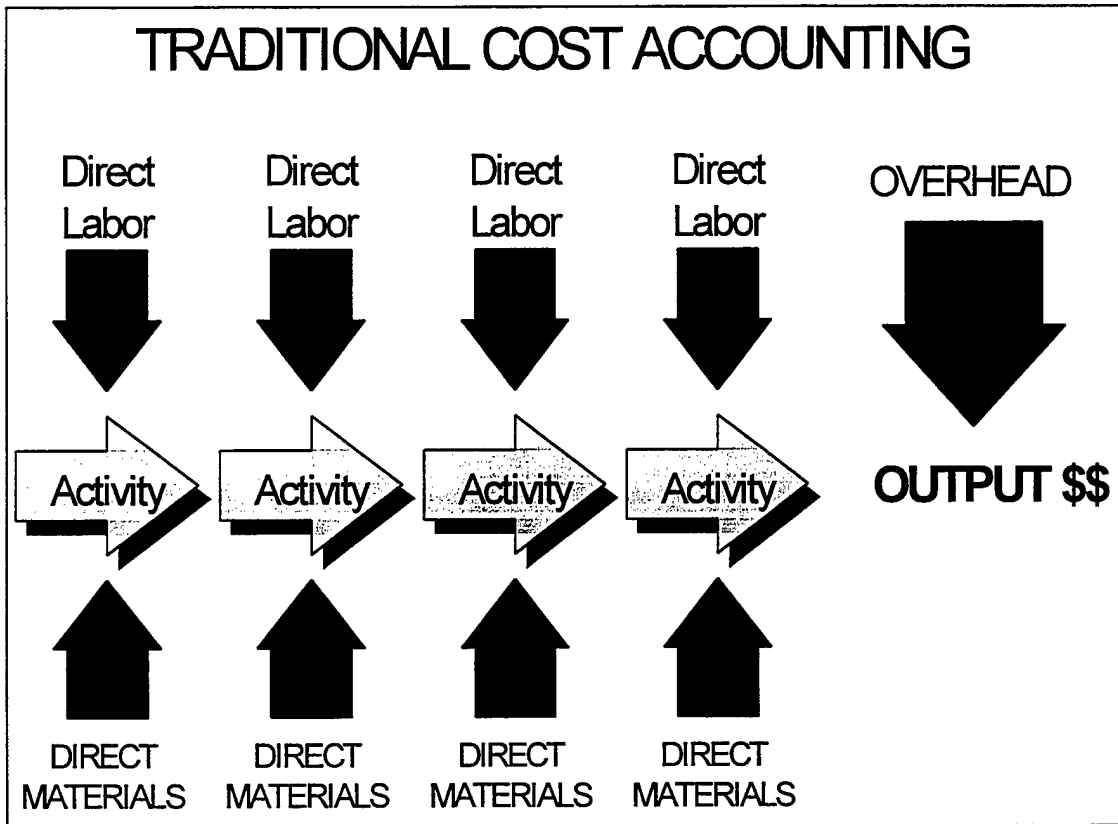 TRADITIONAL COST ACCOUNTING
Direct
Labor
Direct
Labor
Direct
Labor
Direct
Labor
OVERHEAD
Activity
Activity
Activity
Activity
OUTPUT $$
DIRECT
MATERIALS
DIRECT
MATERIALS
DIRECT
MATERIALS
DIRECT
MATERIALS